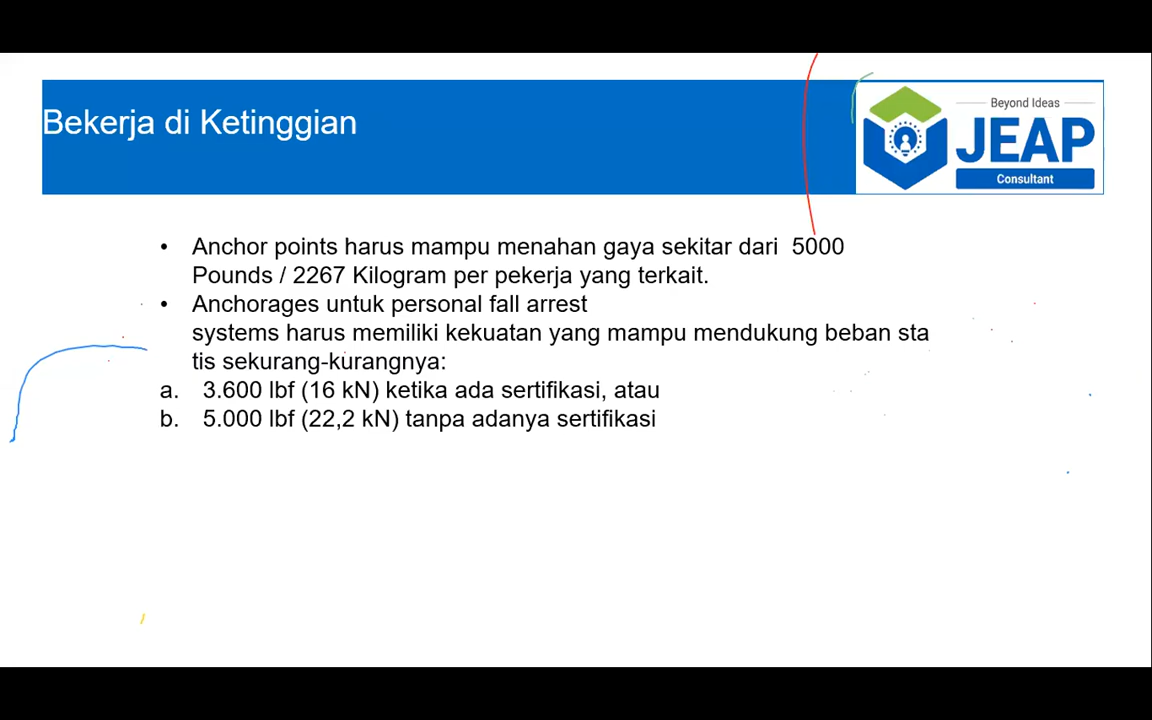 Bekerja di Ketinggian
Beyond Ideas
JEAP
Consultant
• Anchor points harus mampu menahan gaya sekitar dari 5000
Pounds / 2267 Kilogram per pekerja yang terkait.
• Anchorages untuk personal fall arrest
systems harus memiliki kekuatan yang mampu mendukung beban sta
tis sekurang-kurangnya:
a. 3.600 lbf (16 kN) ketika ada sertifikasi, atau
b. 5.000 lbf (22,2 kN) tanpa adanya sertifikasi